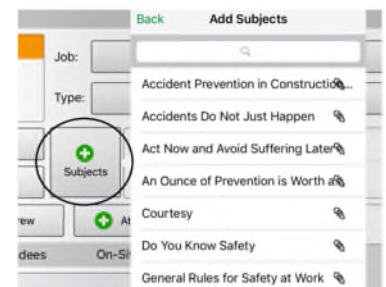 Back Add Subjects
Job:
Accident Prevention in Constructio...
Type:
Accidents Do Not Just Happen
Act Now and Avoid Suffering Later
Subjects
An Ounce of Prevention is Worth a
Courtesy
rew At
Do You Know Safety
dees On-Si
General Rules for Safety at Work